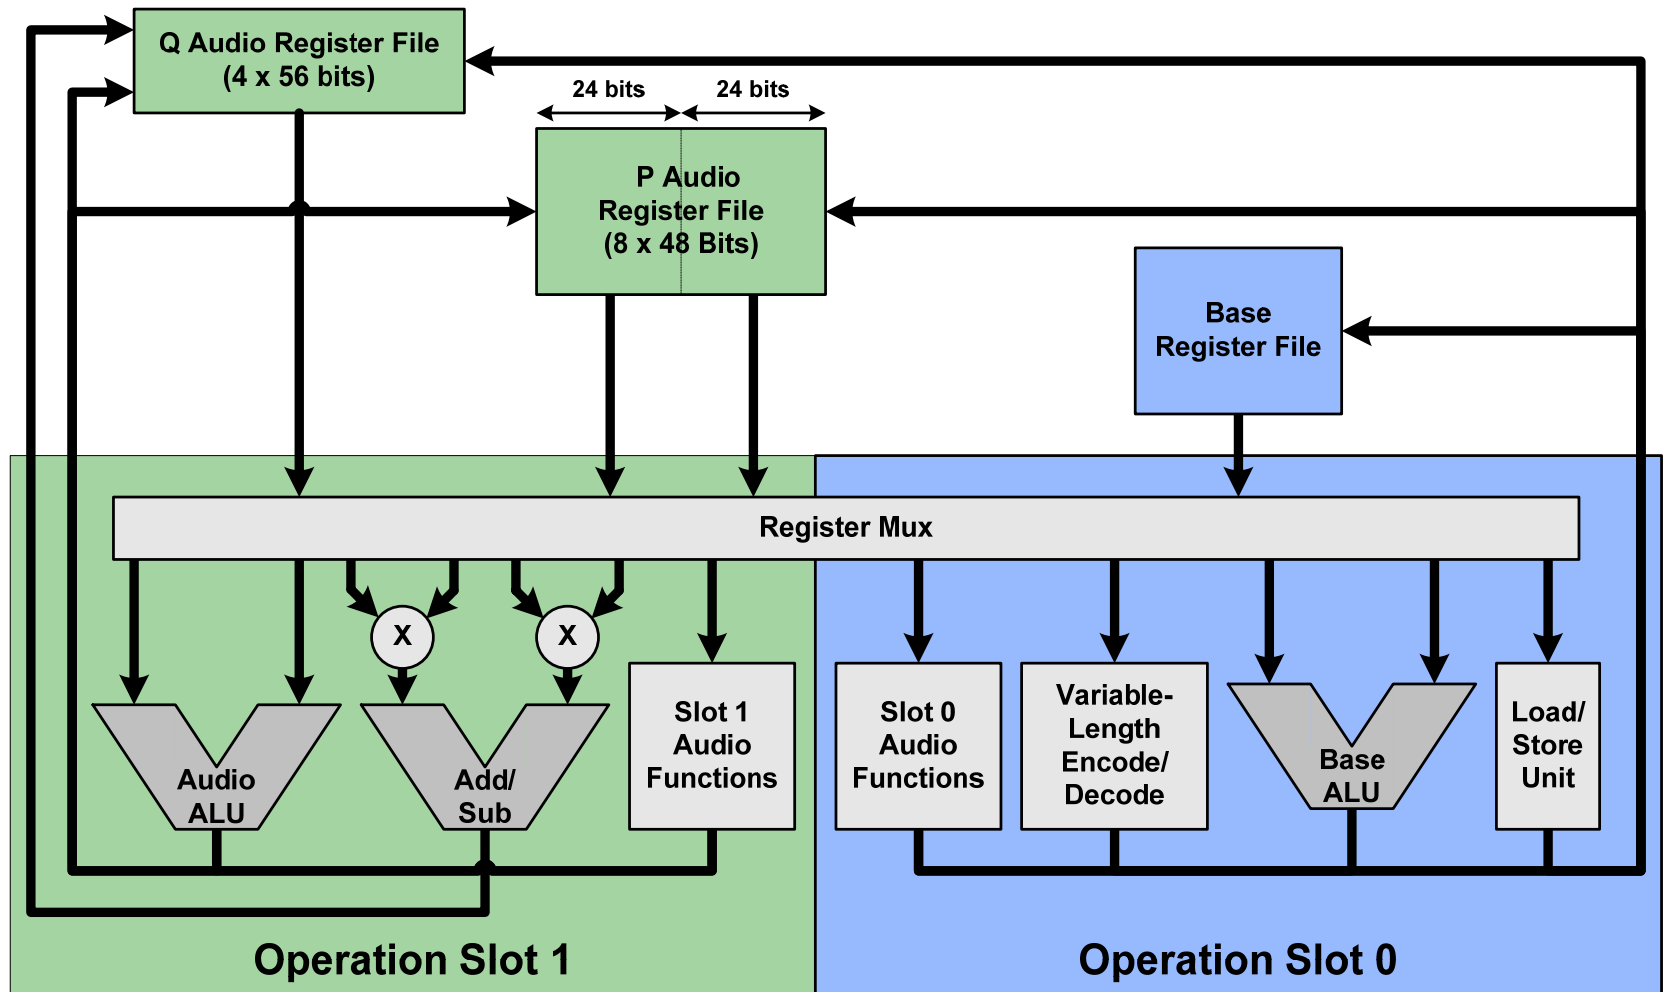 Q Audio Register File
(4 x 56 bits)
24 bits
24 bits
P Audio
Register File
(8 x 48 Bits)
Base
Register File
Register Mux
X
X
Audio
ALU
Add/
Sub
Slot 1
Audio
Functions
Slot 0
Audio
Functions
Variable-
Length
Encode/
Decode
Base
ALU
Load/
Store
Unit
Operation Slot 1
Operation Slot 0